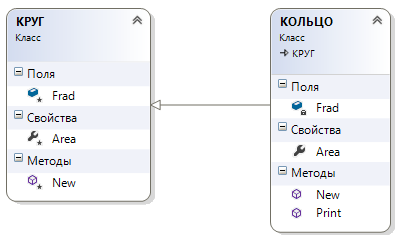 КРУГ
Класс
Поля
Frad
Свойства
Area
Методы
New
КОЛЬЦО
Класс
КРУГ
Поля
Frad
Свойства
Area
Методы
New
Print